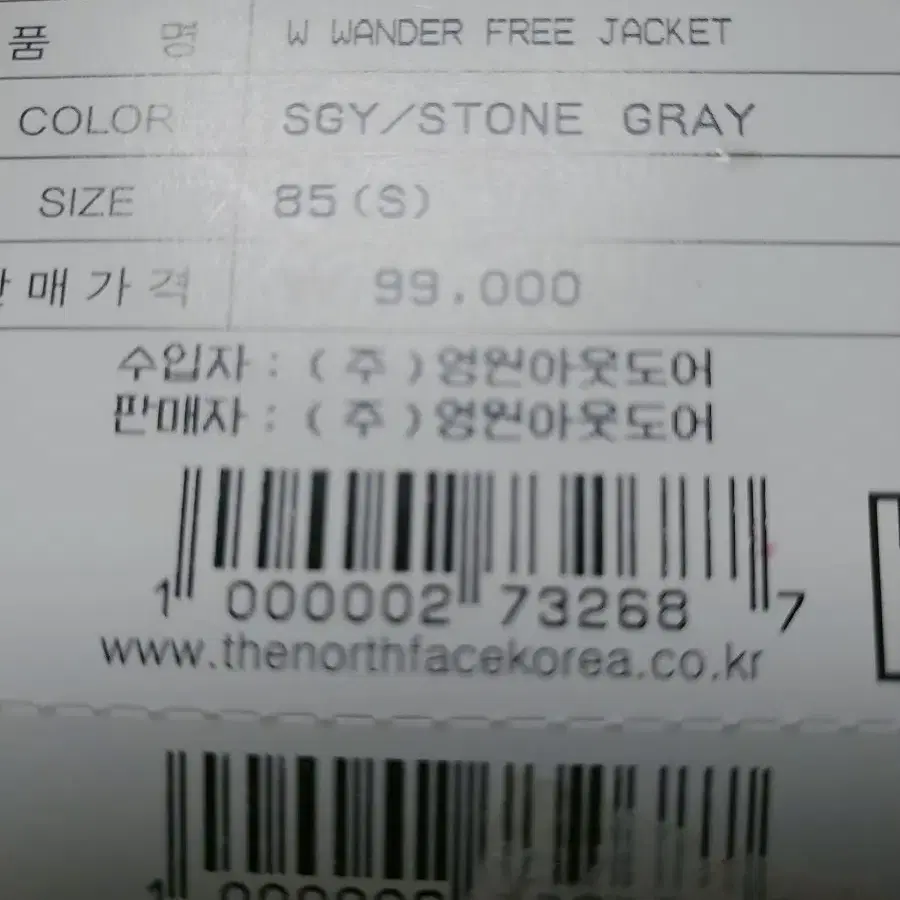 품 명 W WANDER FREE JACKET
COLOR SGY/STONE GRAY
SIZE 85(S)
판매가격 99.000
수입자 : (주)영원아웃도어
판매자 : (주)영원아웃도어
1 000002 732687
www.thenorthfacekorea.co.kr